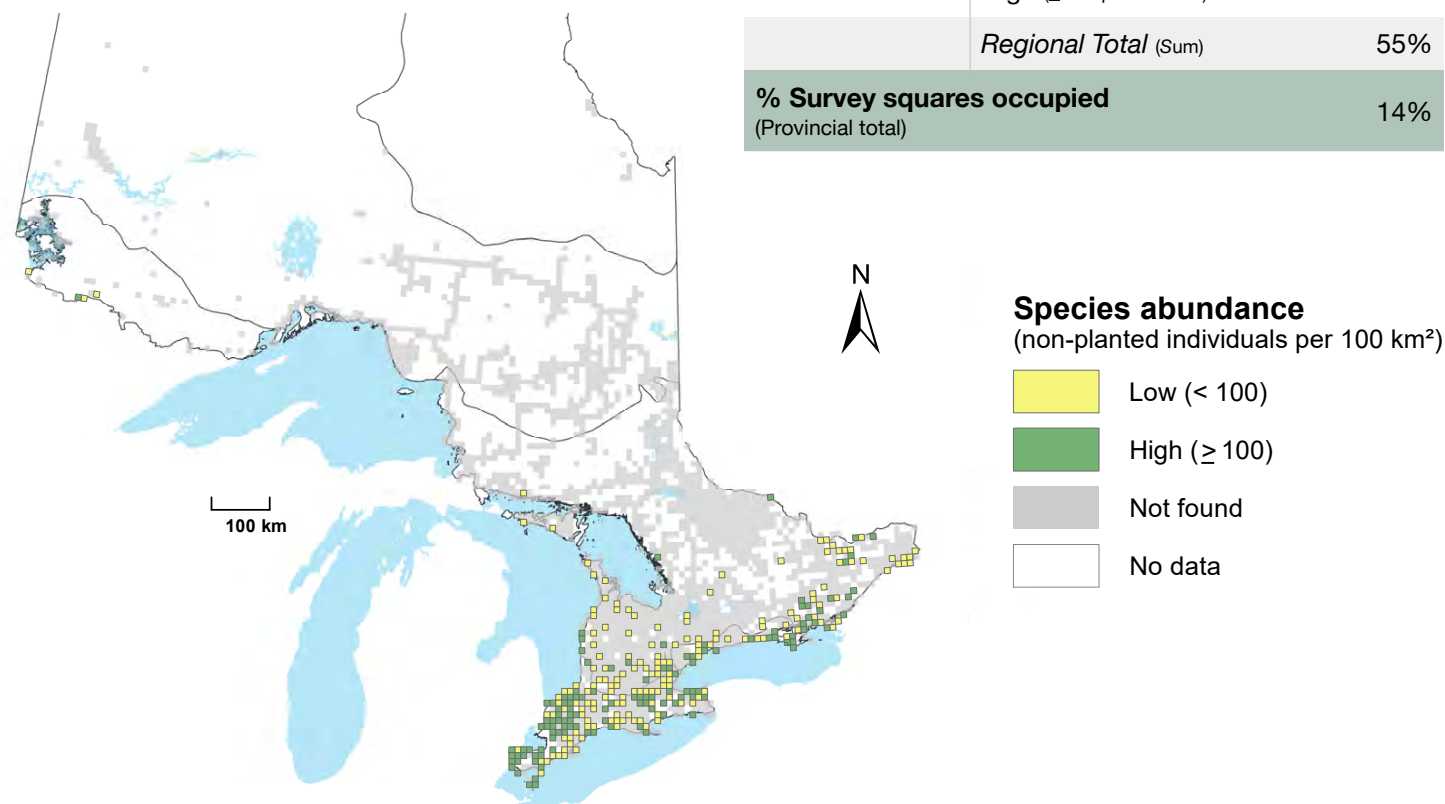 Regional Total (Sum) 55%
% Survey squares occupied 14%
(Provincial total)
N
Species abundance
(non-planted individuals per 100 km²)
Low (< 100)
High (≥ 100)
Not found
No data
100 km